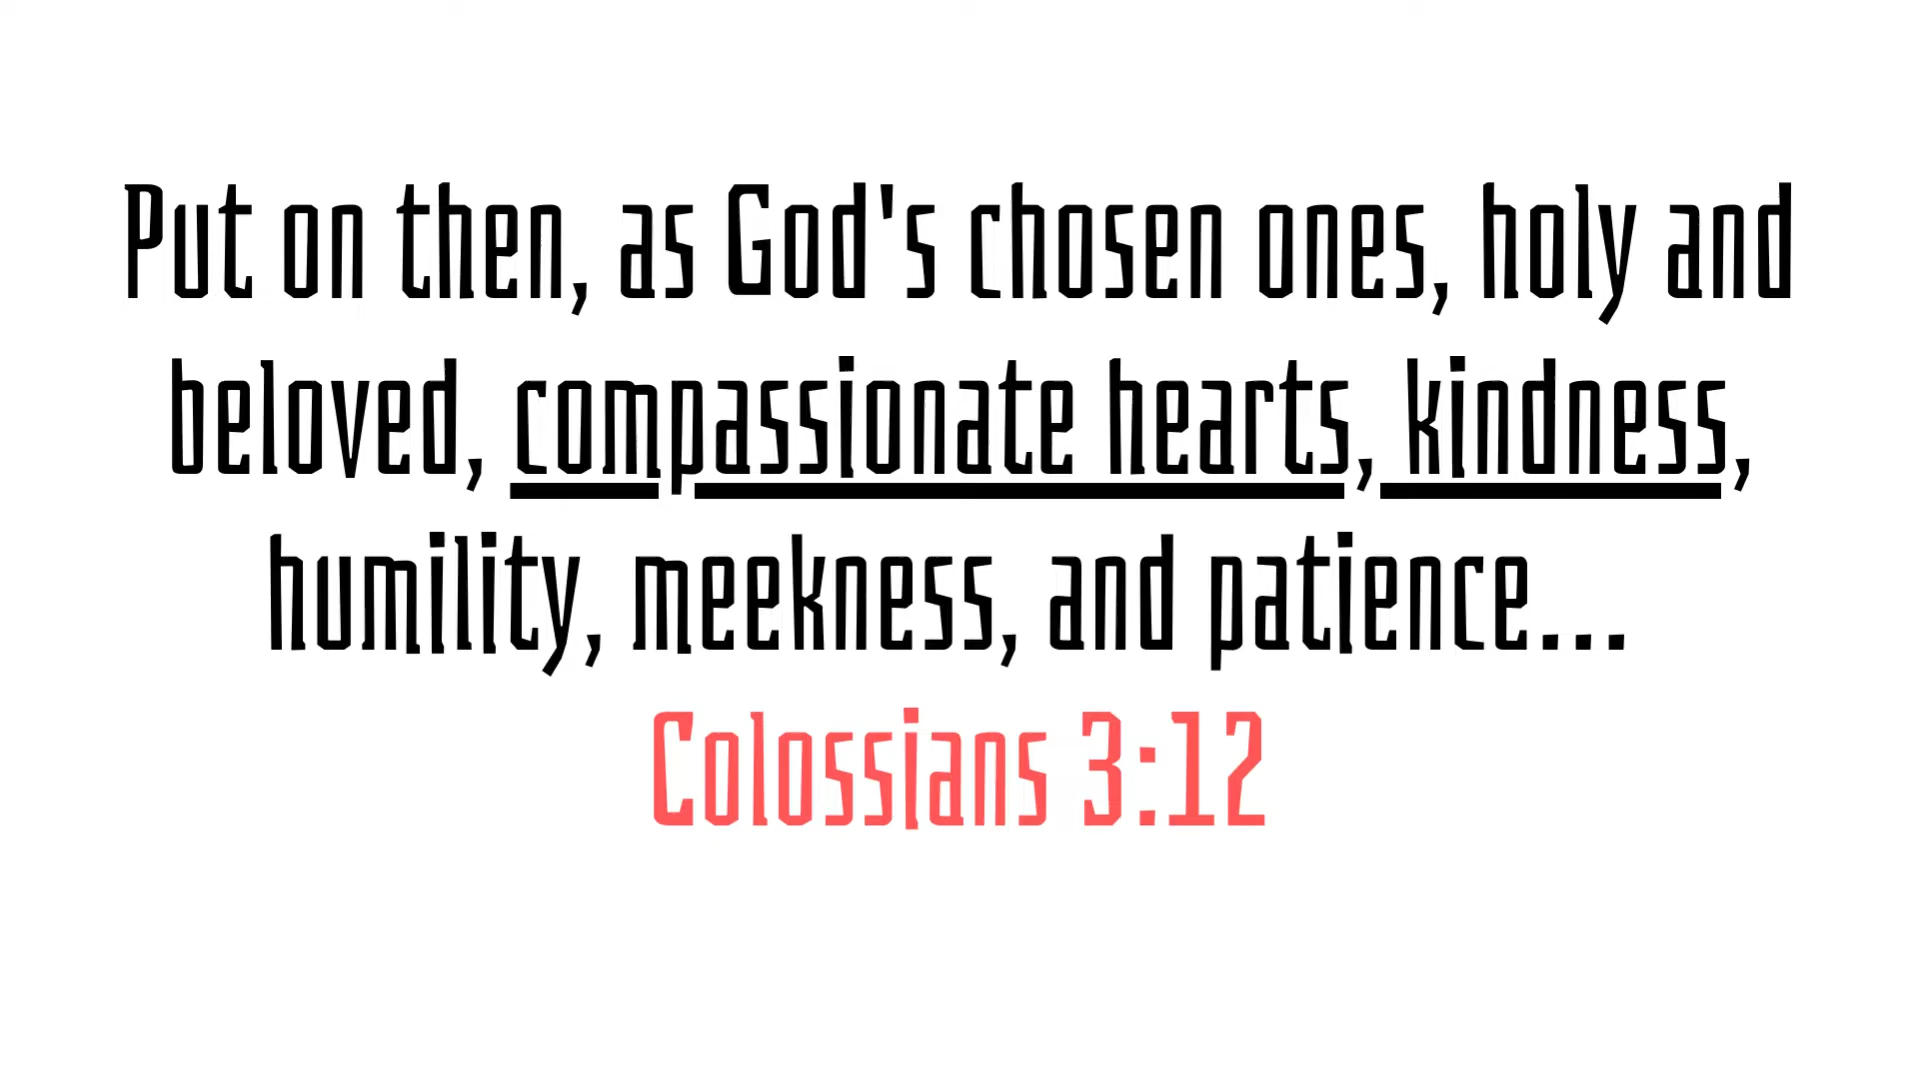 Put on then, as God's chosen ones, holy and
beloved, compassionate hearts, kindness,
humility, meekness, and patience...
Colossians 3:12